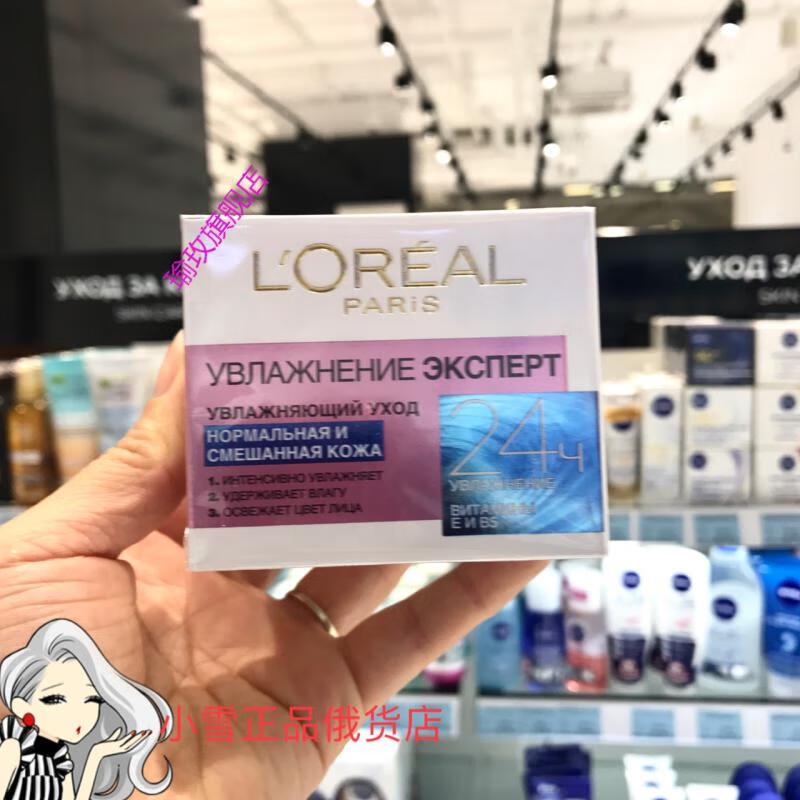 УХОД ЗА
УХОД ЗА
瑜玫旗舰店
L'ORÉAL
PARiS
УВЛАЖНЕНИЕ ЭКСПЕРТ
УВЛАЖНЯЮЩИЙ УХОД
НОРМАЛЬНАЯ И
СМЕШАННАЯ КОЖА
1. ИНТЕНСИВНО УВЛАЖНЯЕТ
2. УДЕРЖИВАЕТ ВЛАГУ
3. ОСВЕЖАЕТ ЦВЕТ ЛИЦА
24ч
УВЛАЖНЕНИЕ
ВИТАМИНЫ
Е И В5
NIVEA
小雪正品俄货店